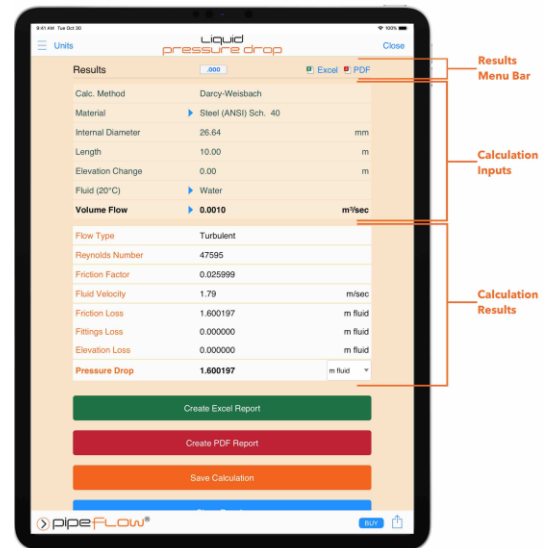 9:41 AM Tue Oct 20
100%
Units
Liquid
pressure drop
Close
Results
.000
Excel
PDF
Results
Menu Bar
Calc. Method Darcy-Weisbach
Material Steel (ANSI) Sch. 40
Internal Diameter 26.64 mm
Length 10.00 m
Elevation Change 0.00 m
Fluid (20°C) Water
Volume Flow 0.0010 m³/sec
Calculation
Inputs
Flow Type Turbulent
Reynolds Number 47595
Friction Factor 0.025999
Fluid Velocity 1.79 m/sec
Friction Loss 1.600197 m fluid
Fittings Loss 0.000000 m fluid
Elevation Loss 0.000000 m fluid
Pressure Drop 1.600197 m fluid
Calculation
Results
Create Excel Report
Create PDF Report
Save Calculation
pipeFLOW®
BUY